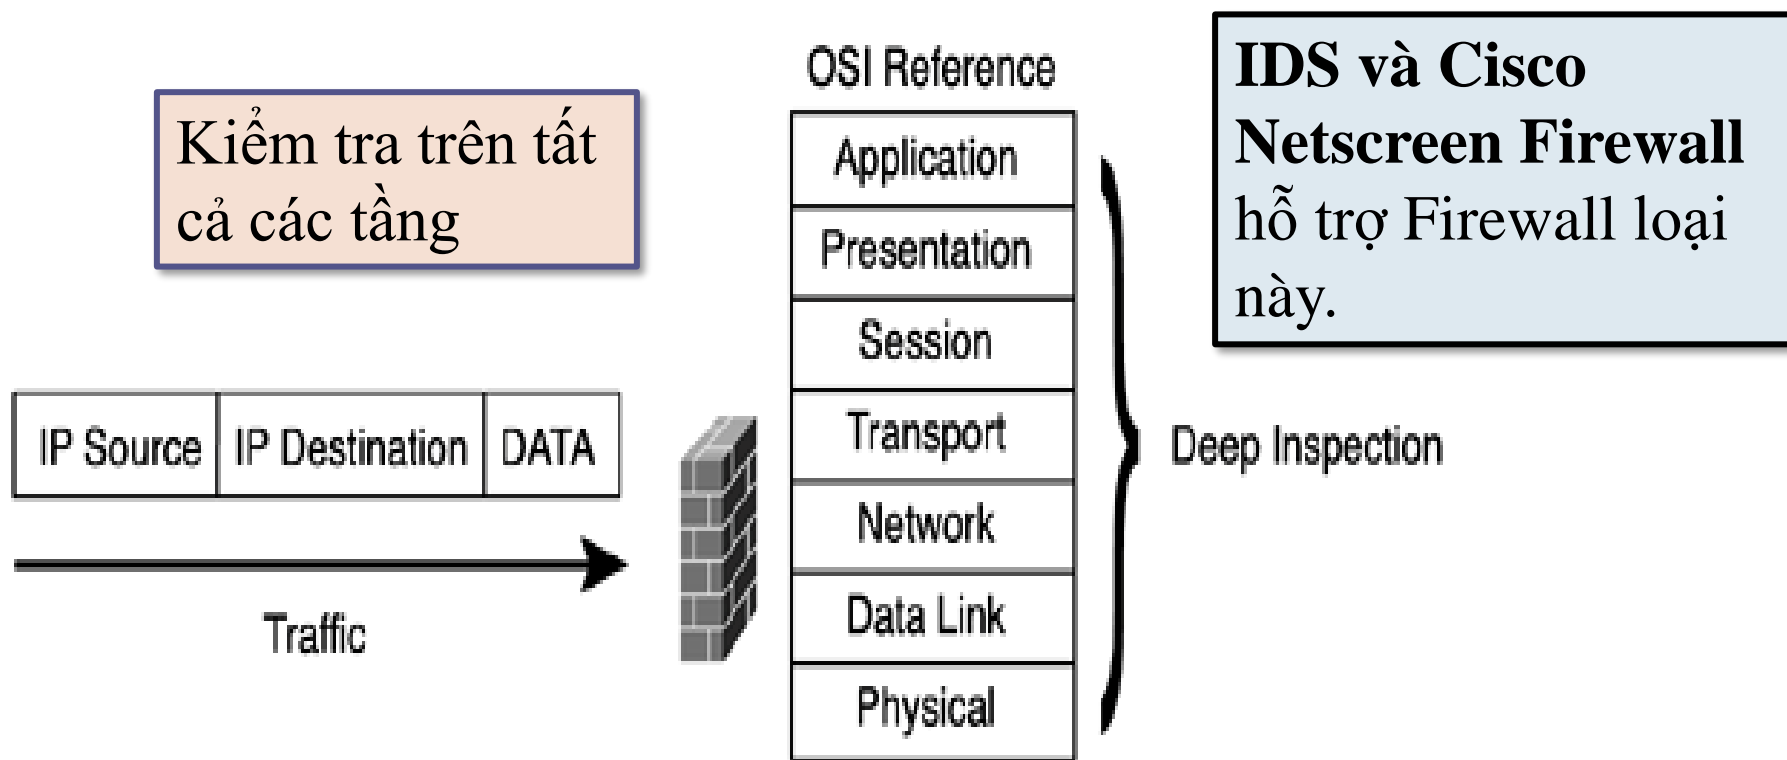 OSI Reference
Kiểm tra trên tất
cả các tầng
IDS và Cisco
Netscreen Firewall
hỗ trợ Firewall loại
này.
Application
Presentation
Session
Transport
Network
Data Link
Physical
IP Source
IP Destination
DATA
Traffic
Deep Inspection